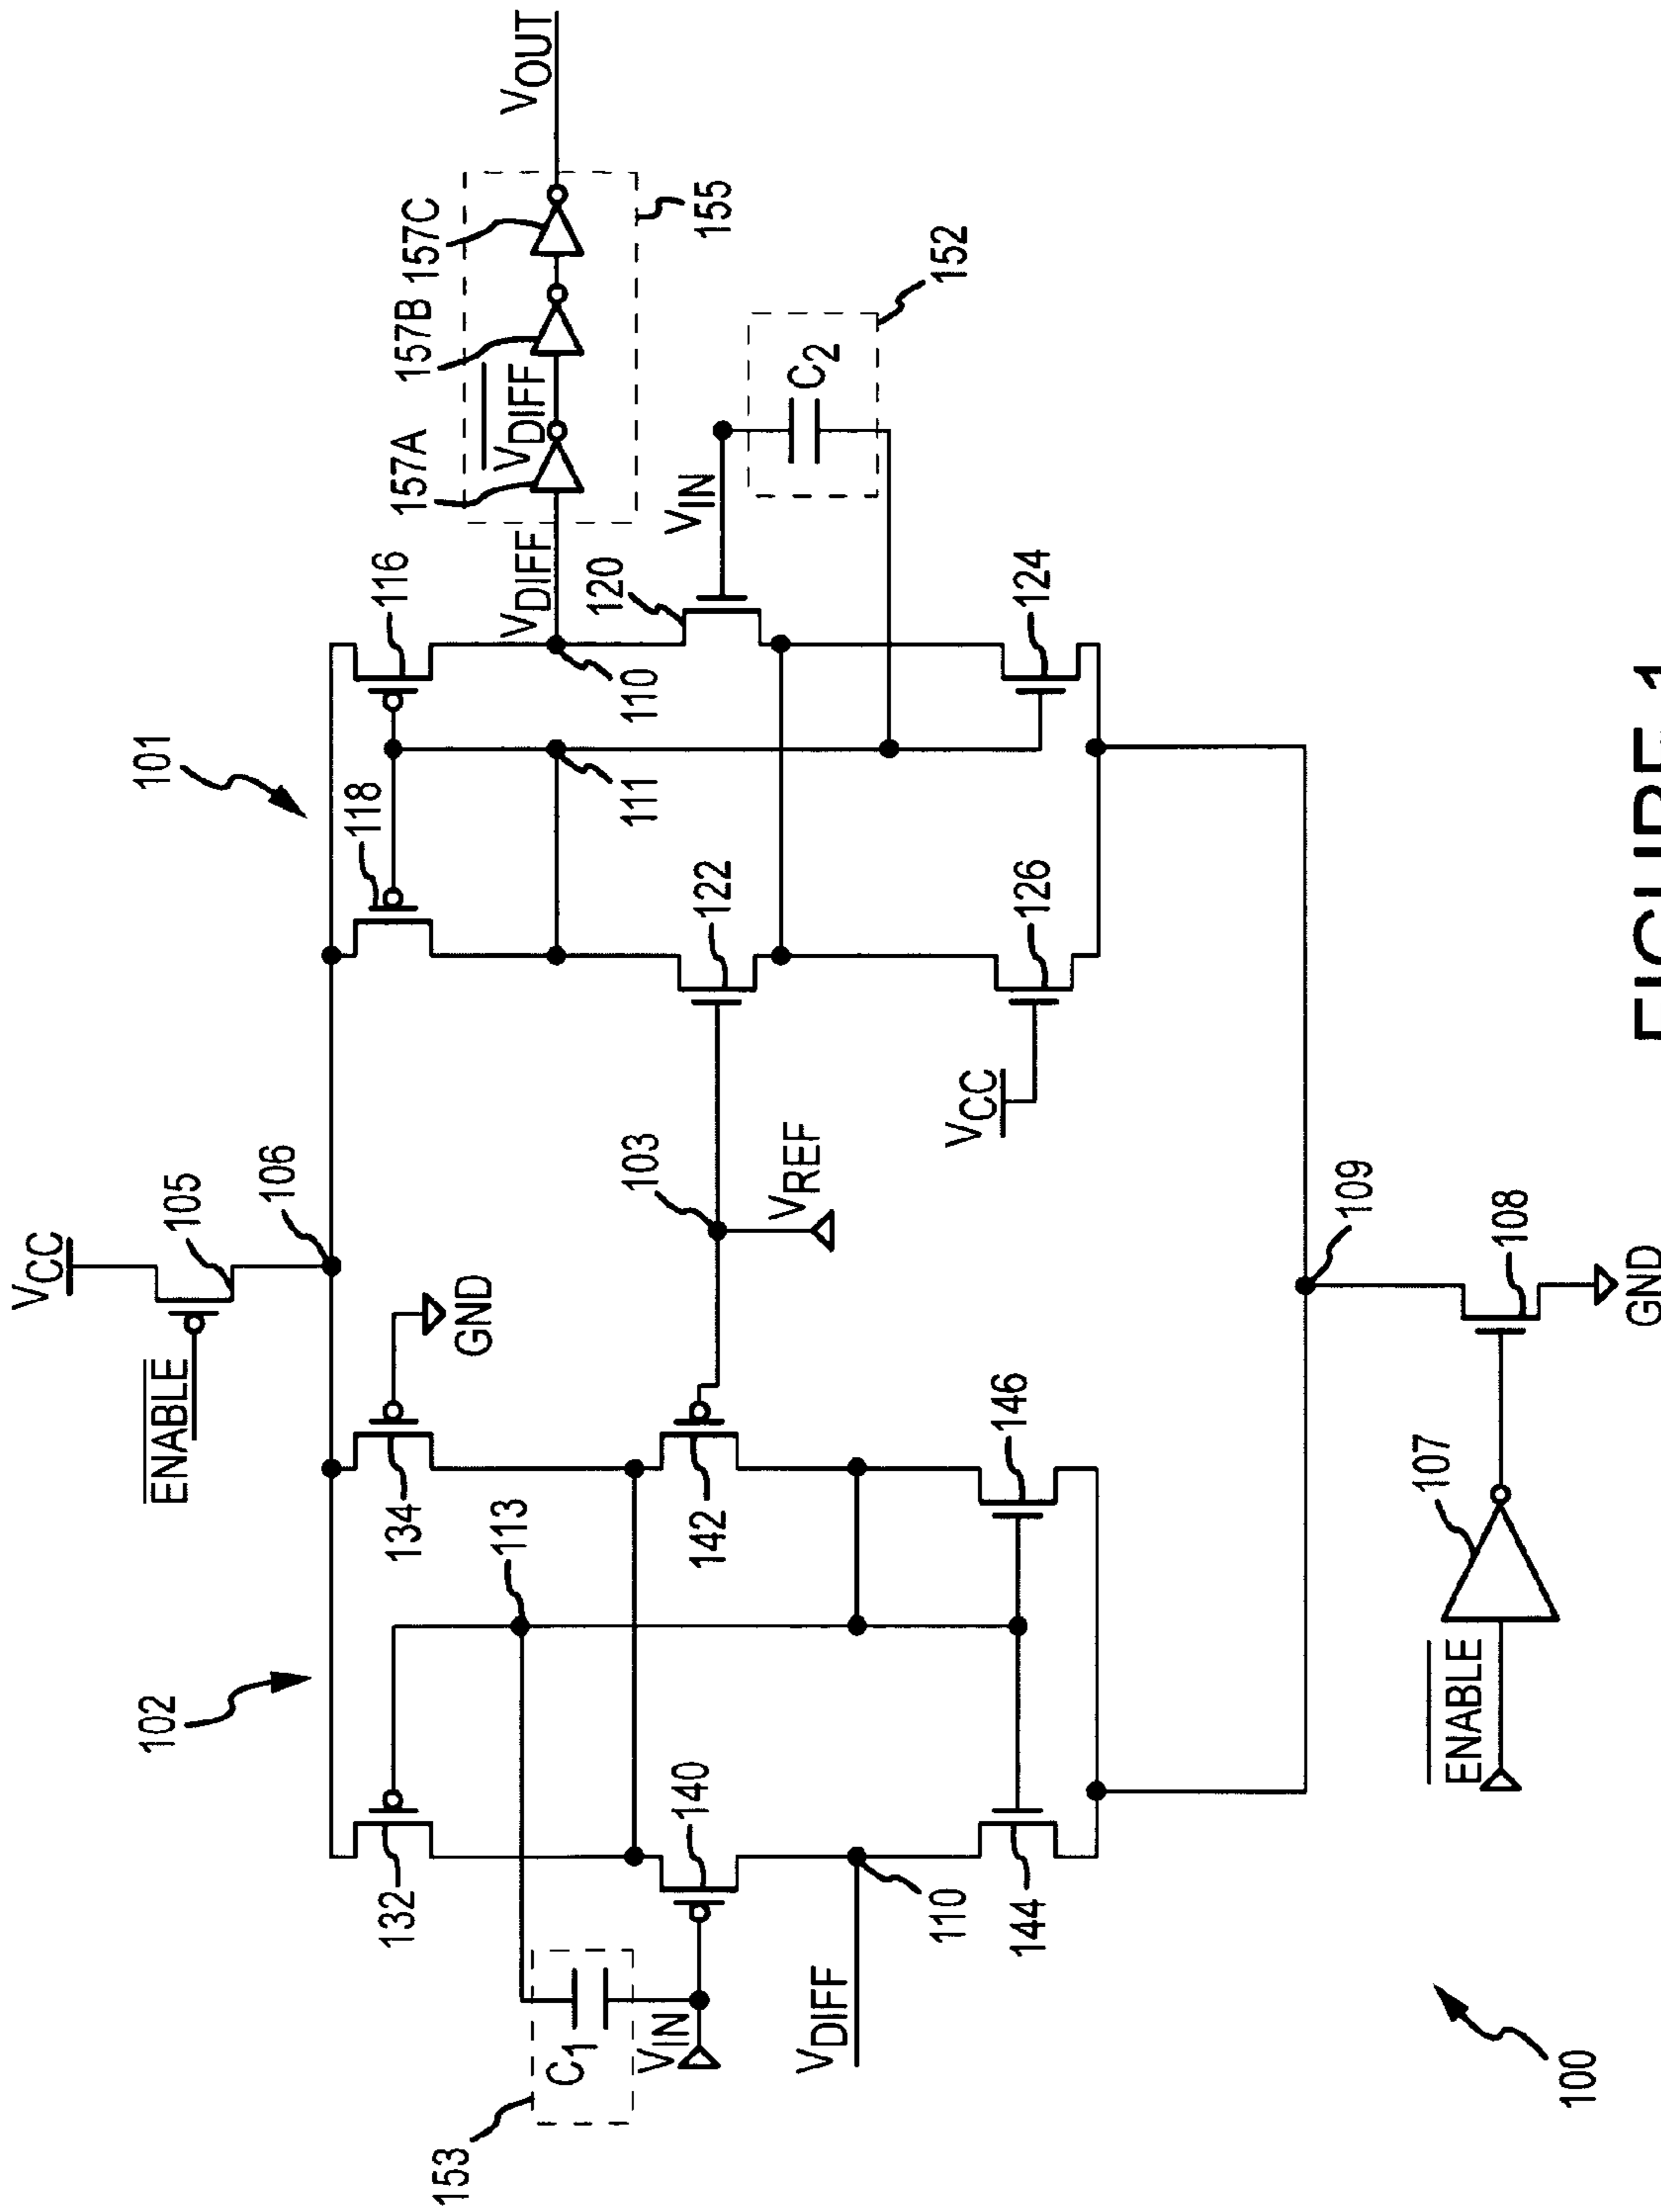 VCC
ENABLE
105
106
101
102
118
116
134
GND
132
113
153
C1
VIN
140
142
103
VREF
122
111
110
VDIFF
120
VIN
157A
VDIFF
157B
157C
155
VOUT
C2
152
VDIFF
110
144
146
VCC
126
124
109
108
GND
107
ENABLE
100
FIGURE 1